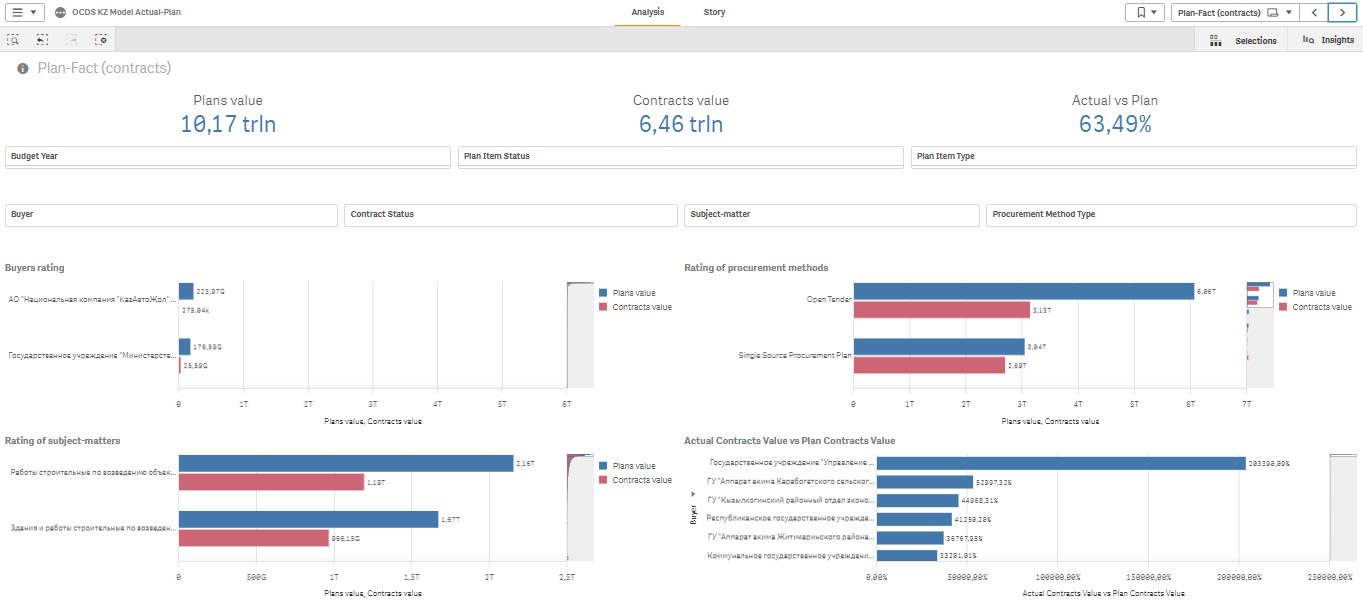 OCDS KZ Model Actual-Plan
Analysis
Story
Plan-Fact (contracts)
Selections
Insights
Plan-Fact (contracts)
Plans value
10,17 trln
Contracts value
6,46 trln
Actual vs Plan
63,49%
Budget Year
Plan Item Status
Plan Item Type
Buyer
Contract Status
Subject-matter
Procurement Method Type
Buyers rating
АО "Национальная компания "ҚазАвтоЖол" ...
223,97G
275,04k
Государственное учреждение "Министерств...
176,59G
25,59G
0 1T 2T 3T 4T 5T 6T
Plans value, Contracts value
Plans value
Contracts value
Rating of procurement methods
Open Tender
6,06T
3,13T
Single Source Procurement Plan
3,04T
2,69T
0 1T 2T 3T 4T 5T 6T 7T
Plans value, Contracts value
Plans value
Contracts value
Rating of subject-matters
Работы строительные по возведению объек...
2,16T
1,19T
Здания и работы строительные по возведен...
1,67T
966,15G
0 500G 1T 1,5T 2T 2,5T
Plans value, Contracts value
Plans value
Contracts value
Actual Contracts Value vs Plan Contracts Value
Buyer
Государственное учреждение "Управление ...
203390,09%
ГУ "Аппарат акима Карабогетского сельског...
52997,32%
ГУ "Кызылкогинский районный отдел эконо...
44968,31%
Республиканское государственное учрежде...
41250,20%
ГУ "Аппарат акима Житикаринского района...
36767,95%
Коммунальное государственное учреждени...
33201,01%
0,00% 50000,00% 100000,00% 150000,00% 200000,00% 250000,00%
Actual Contracts Value vs Plan Contracts Value